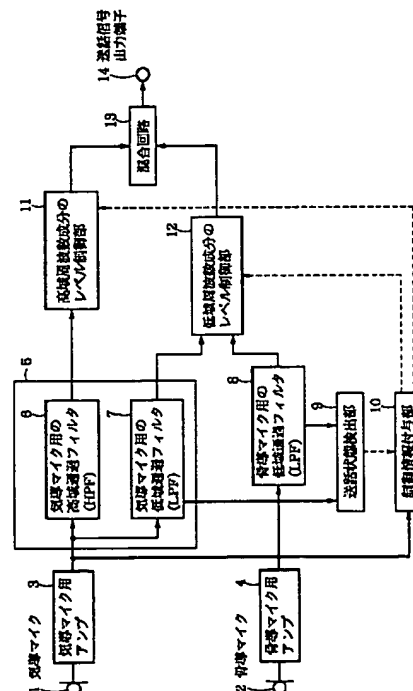 1 気導マイク
2 骨導マイク
3
気導マイク用
アンプ
4
骨導マイク用
アンプ
5
6
気導マイク用の
高域通過フィルタ
(HPF)
7
気導マイク用の
低域通過フィルタ
(LPF)
8
骨導マイク用の
低域通過フィルタ
(LPF)
9
送話状態検出部
10
制御情報付与部
11
高域周波数成分の
レベル制御部
12
低域周波数成分の
レベル制御部
13
混合回路
14 送話信号
出力端子